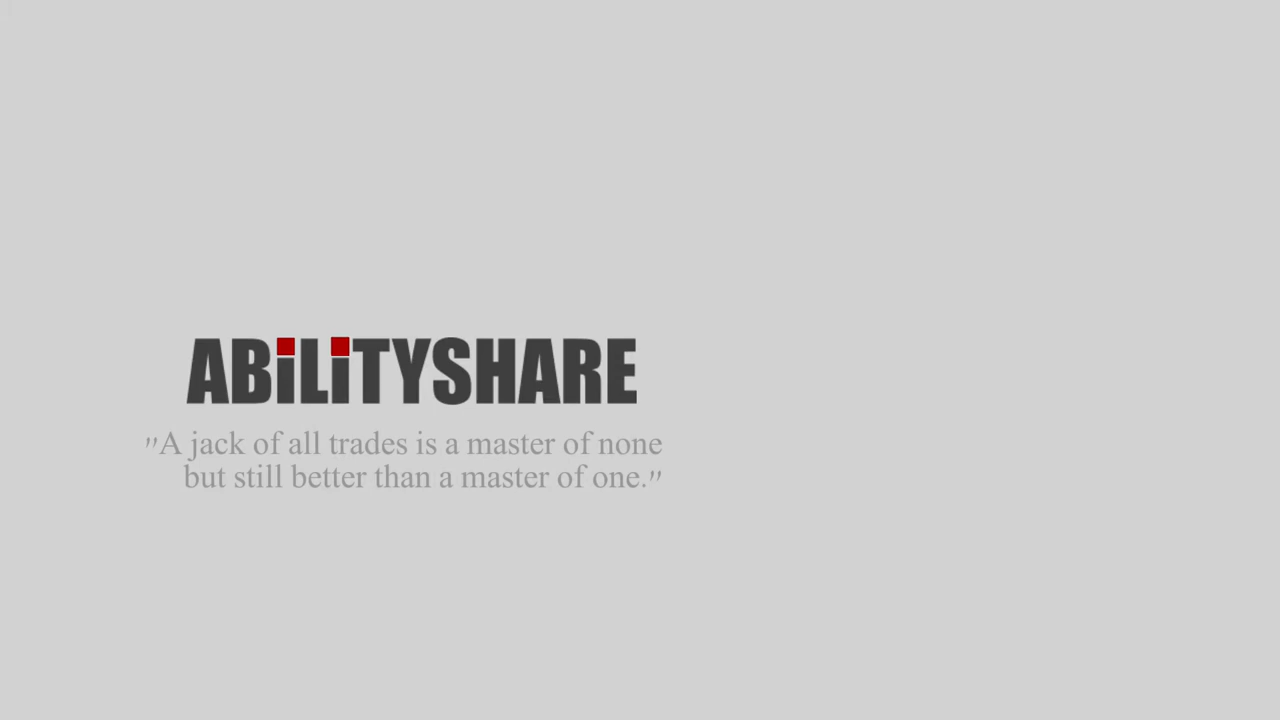 ABiLiTYSHARE
"A jack of all trades is a master of none
but still better than a master of one."